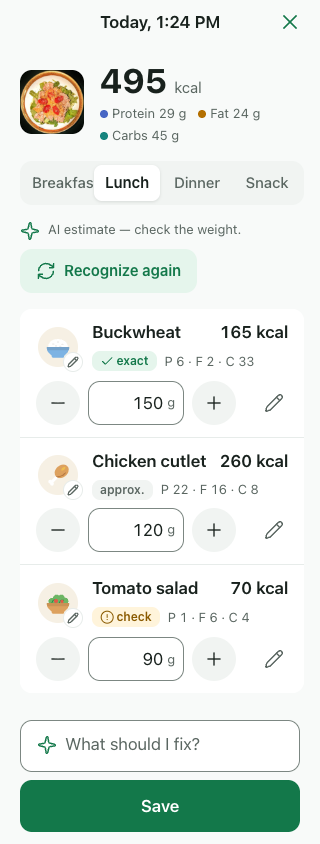 Today, 1:24 PM
495 kcal
Protein 29 g Fat 24 g
Carbs 45 g
Breakfas Lunch Dinner Snack
AI estimate — check the weight.
Recognize again
Buckwheat 165 kcal
exact P 6 · F 2 · C 33
150 g
Chicken cutlet 260 kcal
approx. P 22 · F 16 · C 8
120 g
Tomato salad 70 kcal
check P 1 · F 6 · C 4
90 g
What should I fix?
Save